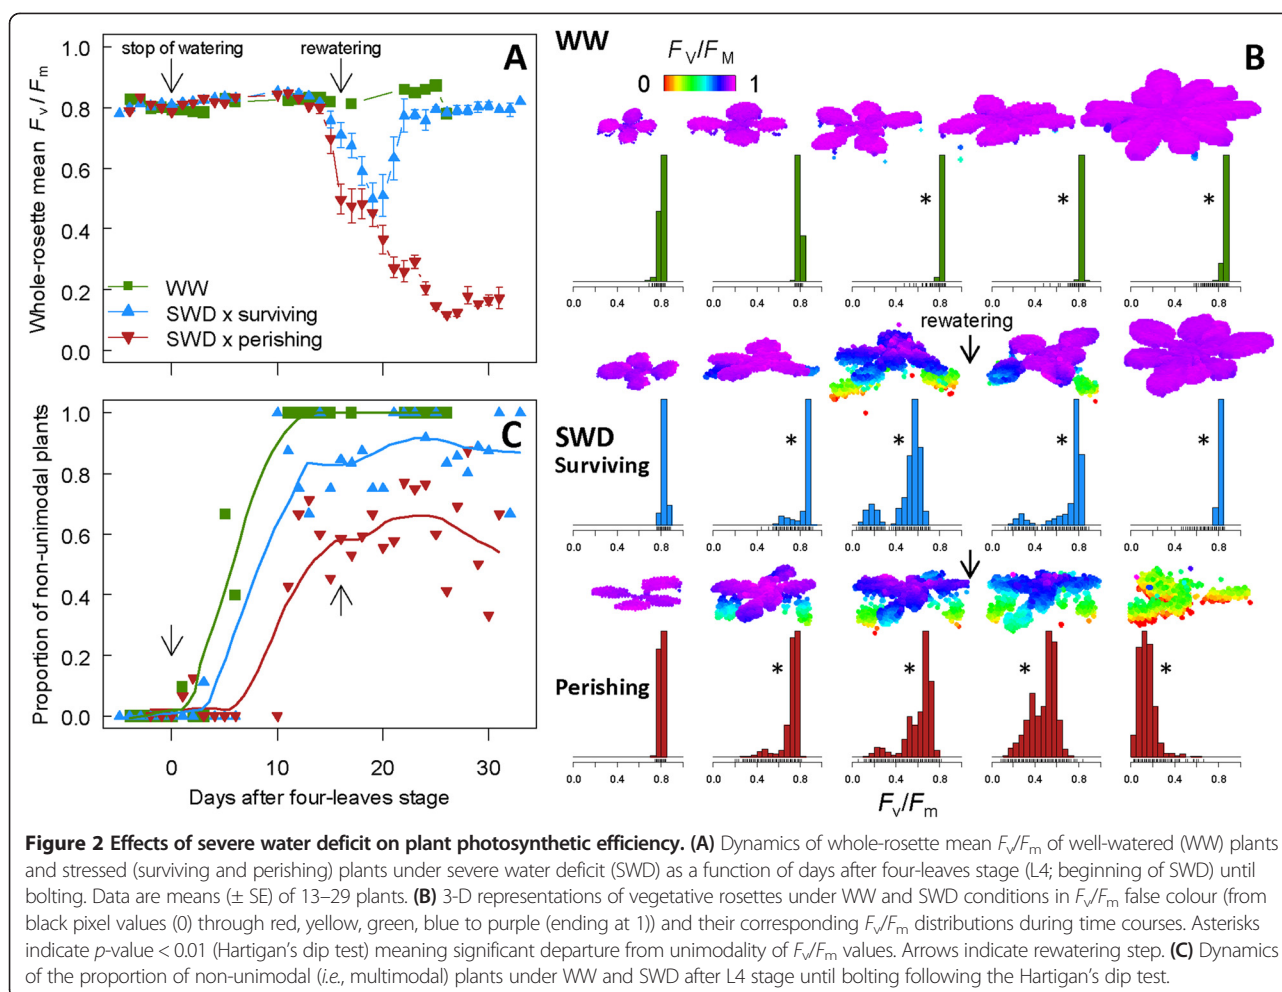 A
stop of watering
rewatering
Whole-rosette mean Fv / Fm
1.0
0.8
0.6
0.4
0.2
0.0
WW
SWD x surviving
SWD x perishing
C
Proportion of non-unimodal plants
1.0
0.8
0.6
0.4
0.2
0.0
0 10 20 30
Days after four-leaves stage
WW
B
FV/FM
0 1
* * *
0.0 0.4 0.8 0.0 0.4 0.8 0.0 0.4 0.8 0.0 0.4 0.8 0.0 0.4 0.8
rewatering
SWD
Surviving
* * * *
0.0 0.4 0.8 0.0 0.4 0.8 0.0 0.4 0.8 0.0 0.4 0.8 0.0 0.4 0.8
Perishing
* * * *
0.0 0.4 0.8 0.0 0.4 0.8 0.0 0.4 0.8 0.0 0.4 0.8 0.0 0.4 0.8
Fv/Fm
Figure 2 Effects of severe water deficit on plant photosynthetic efficiency. (A) Dynamics of whole-rosette mean Fv/Fm of well-watered (WW) plants
and stressed (surviving and perishing) plants under severe water deficit (SWD) as a function of days after four-leaves stage (L4; beginning of SWD) until
bolting. Data are means (± SE) of 13–29 plants. (B) 3-D representations of vegetative rosettes under WW and SWD conditions in Fv/Fm false colour (from
black pixel values (0) through red, yellow, green, blue to purple (ending at 1)) and their corresponding Fv/Fm distributions during time courses. Asterisks
indicate p-value < 0.01 (Hartigan's dip test) meaning significant departure from unimodality of Fv/Fm values. Arrows indicate rewatering step. (C) Dynamics
of the proportion of non-unimodal (i.e., multimodal) plants under WW and SWD after L4 stage until bolting following the Hartigan's dip test.